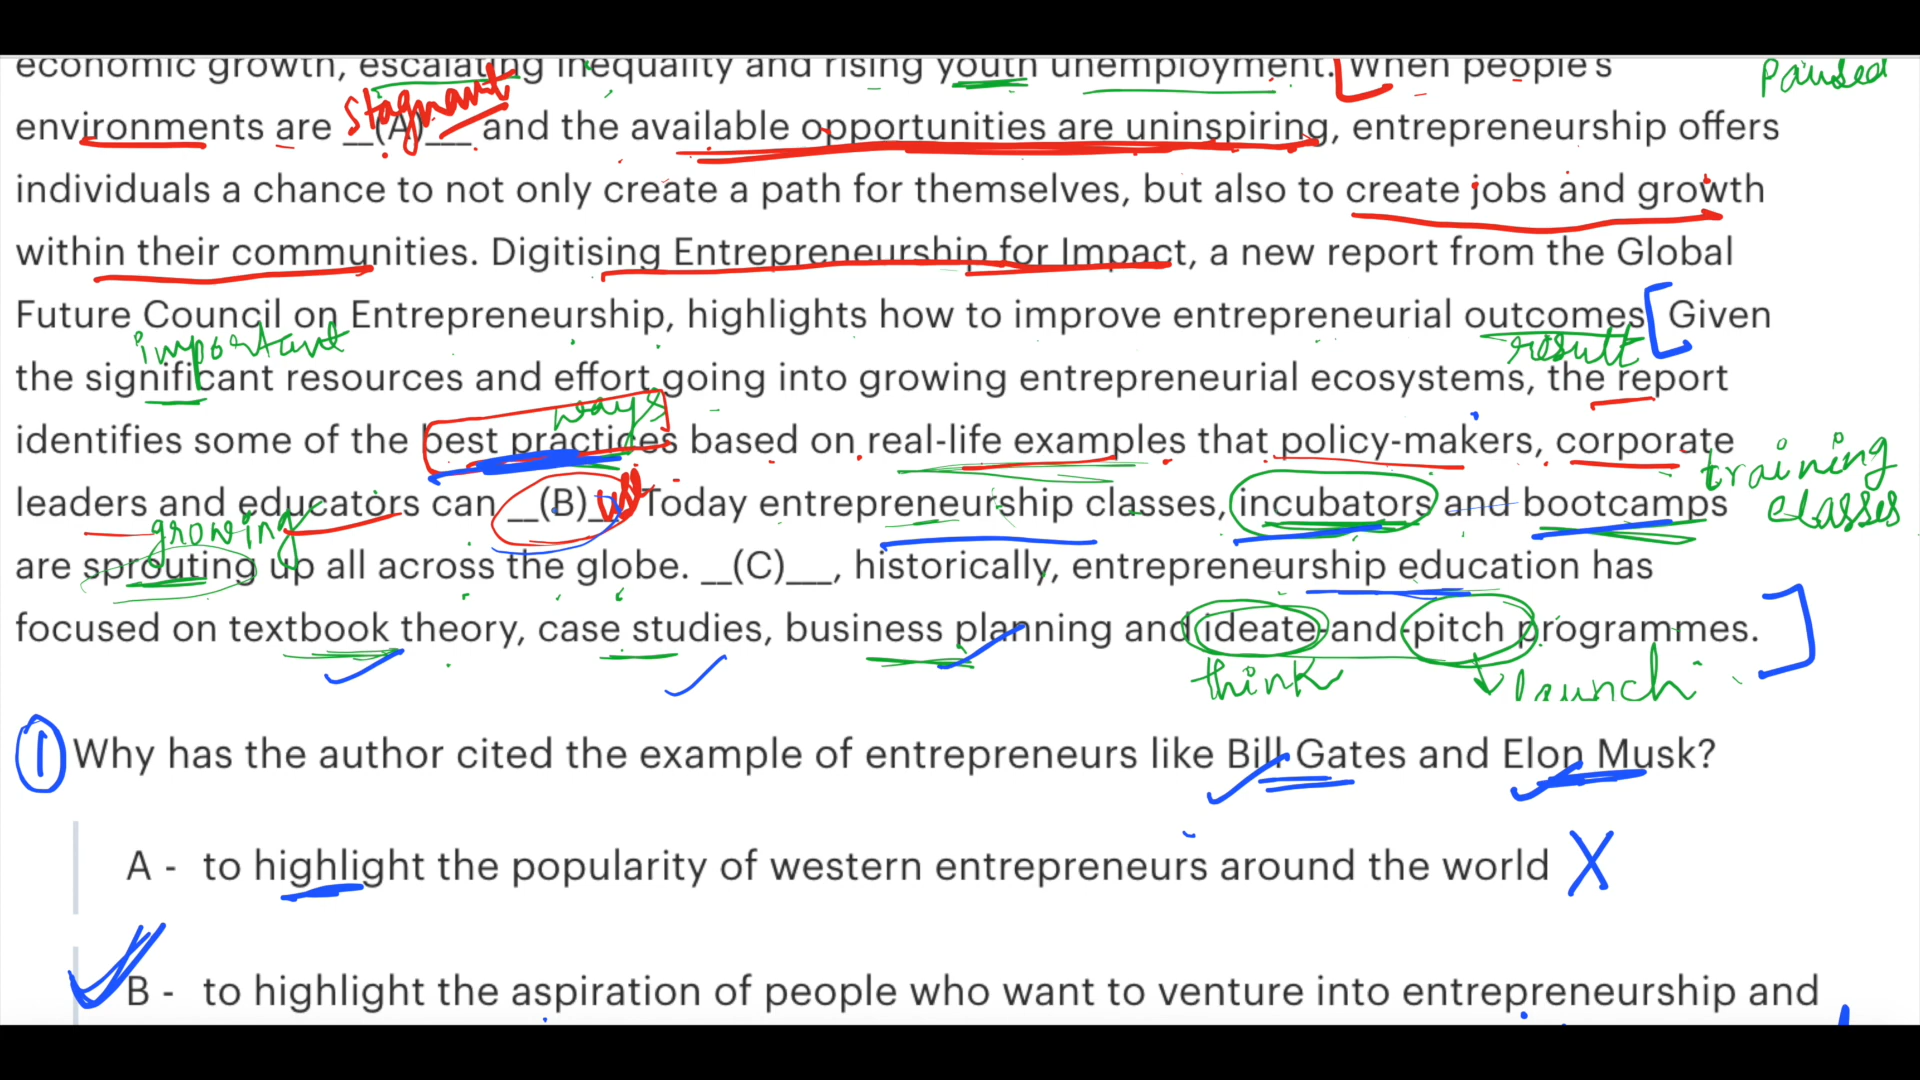 economic growth, escalating inequality and rising youth unemployment. When people's
paused
stagnant
environments are __(A)___ and the available opportunities are uninspiring, entrepreneurship offers
individuals a chance to not only create a path for themselves, but also to create jobs and growth
within their communities. Digitising Entrepreneurship for Impact, a new report from the Global
Future Council on Entrepreneurship, highlights how to improve entrepreneurial outcomes Given
important
result
the significant resources and effort going into growing entrepreneurial ecosystems, the report
ways
identifies some of the best practices based on real-life examples that policy-makers, corporate
training
classes
leaders and educators can __(B)__ use Today entrepreneurship classes, incubators and bootcamps
growing
are sprouting up all across the globe. __(C)___, historically, entrepreneurship education has
focused on textbook theory, case studies, business planning and ideate-and-pitch programmes.
think
launch
1 Why has the author cited the example of entrepreneurs like Bill Gates and Elon Musk?
A - to highlight the popularity of western entrepreneurs around the world X
B - to highlight the aspiration of people who want to venture into entrepreneurship and